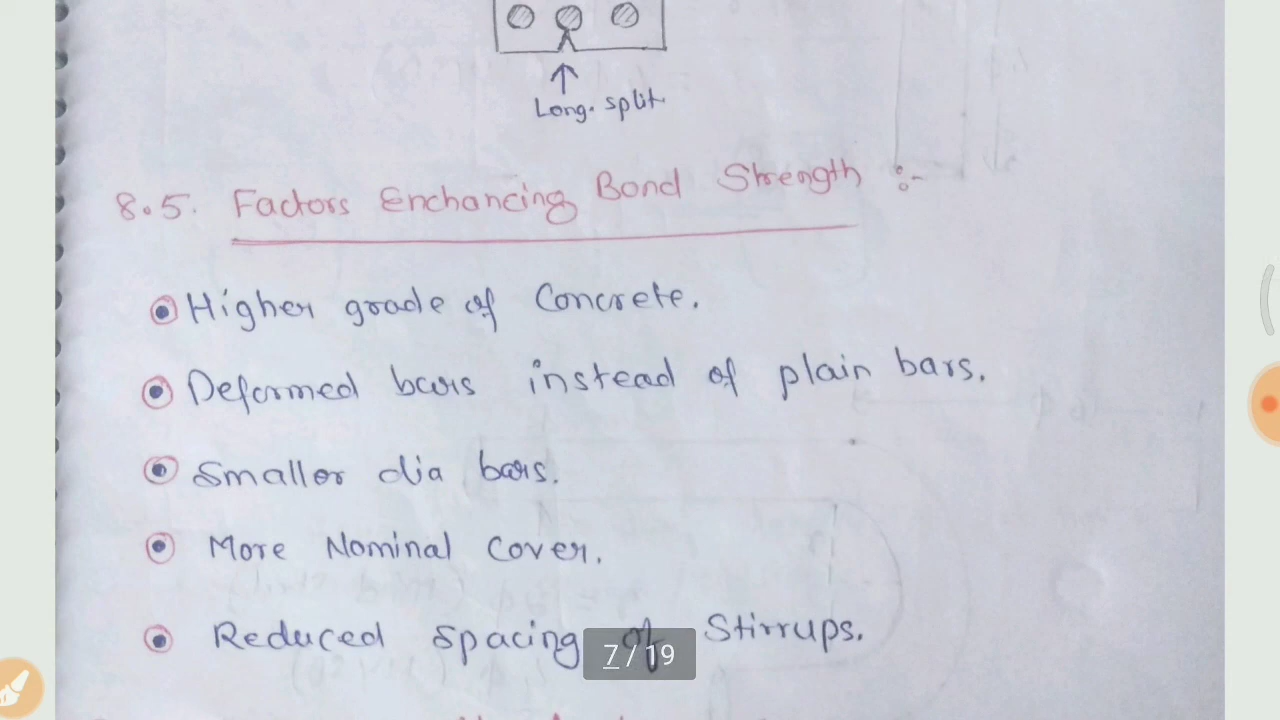 Long. split.
8.5. Factors Enchancing Bond Strength :-
Higher grade of Concrete.
Deformed bars instead of plain bars.
Smaller dia bars.
More Nominal Cover.
Reduced spacing of Stirrups.
7/19